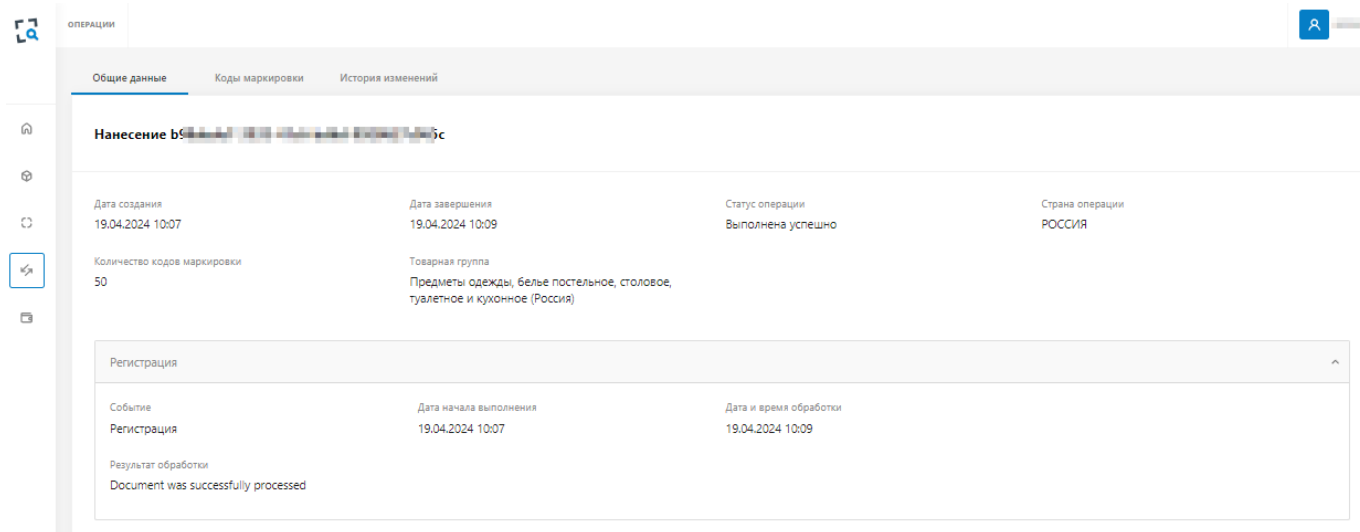 ОПЕРАЦИИ
Общие данные Коды маркировки История изменений
Нанесение
Дата создания Дата завершения Статус операции Страна операции
19.04.2024 10:07 19.04.2024 10:09 Выполнена успешно РОССИЯ
Количество кодов маркировки Товарная группа
50 Предметы одежды, белье постельное, столовое,
туалетное и кухонное (Россия)
Регистрация
Событие Дата начала выполнения Дата и время обработки
Регистрация 19.04.2024 10:07 19.04.2024 10:09
Результат обработки
Document was successfully processed